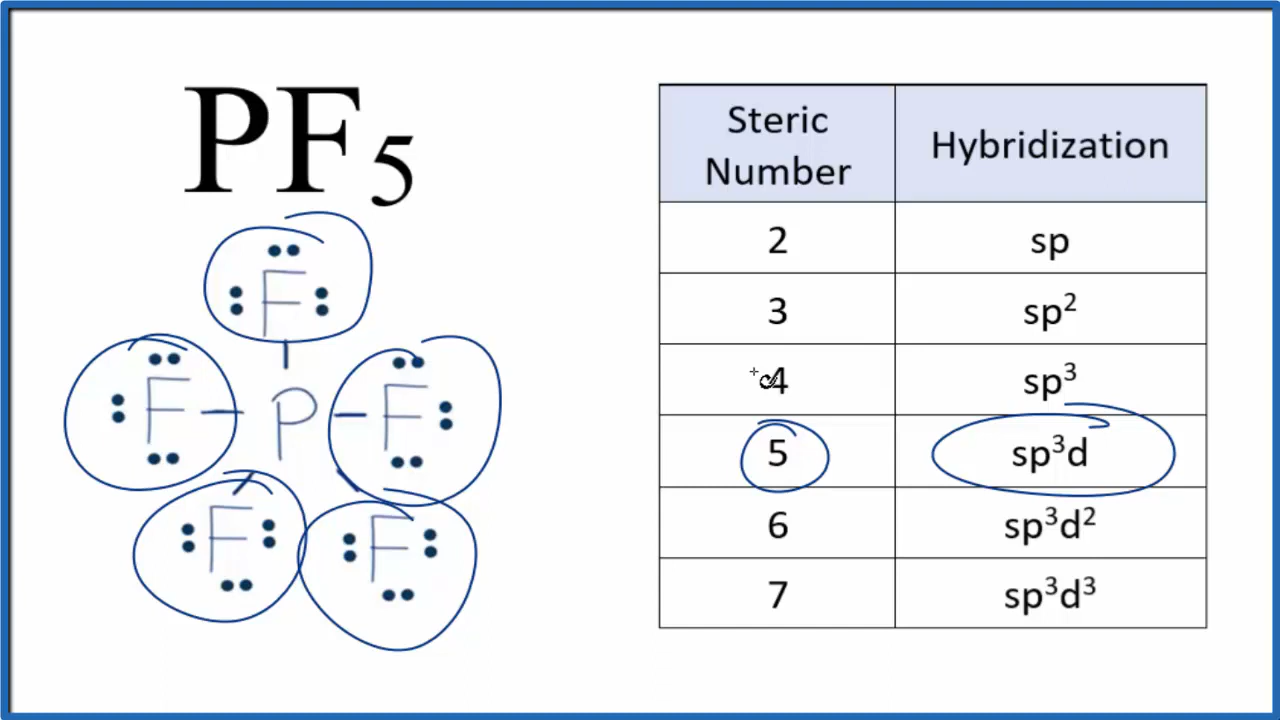 PF₅
F
F P F
F F
Steric Number Hybridization
2 sp
3 sp²
4 sp³
5 sp³d
6 sp³d²
7 sp³d³